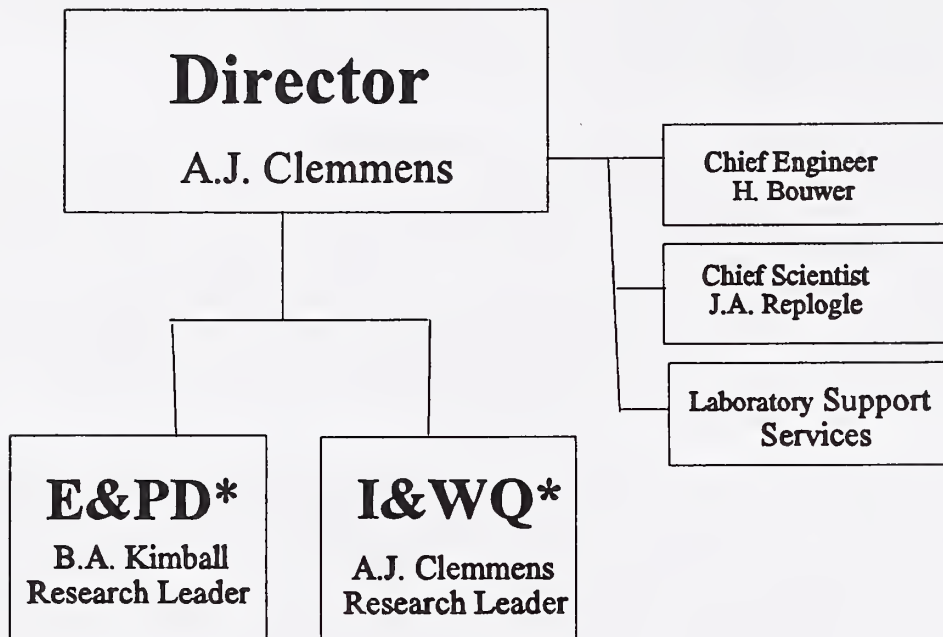 Director
A.J. Clemmens
Chief Engineer
H. Bouwer
Chief Scientist
J.A. Replogle
Laboratory Support
Services
E&PD*
B.A. Kimball
Research Leader
I&WQ*
A.J. Clemmens
Research Leader